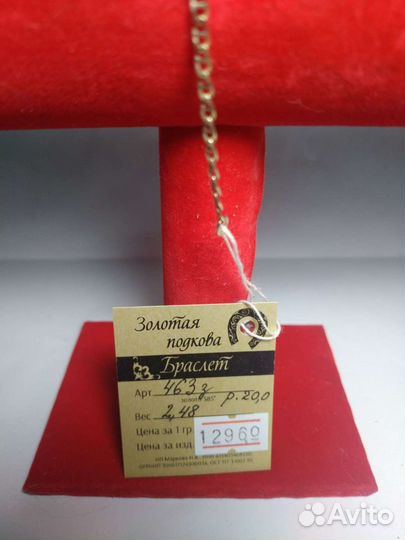 Золотая
подкова
Браслет
Арт 463з р.20,0
золото 585°
Вес 2,48
Цена за 1 гр.
Цена за изд. 12960
Avito